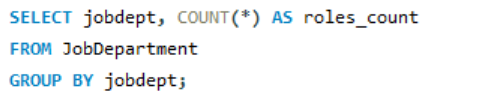 SELECT jobdept, COUNT(*) AS roles_count
FROM JobDepartment
GROUP BY jobdept;